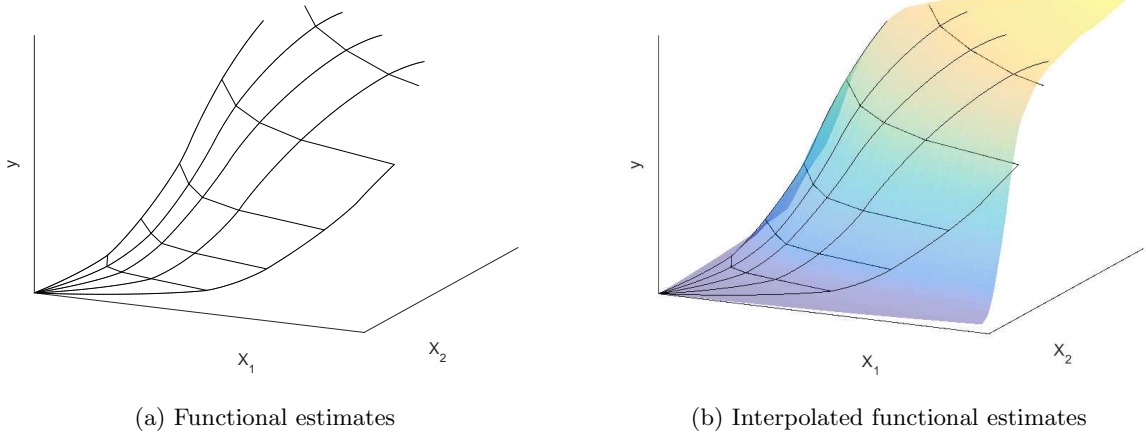 y
X₁
X₂
(a) Functional estimates
y
X₁
X₂
(b) Interpolated functional estimates